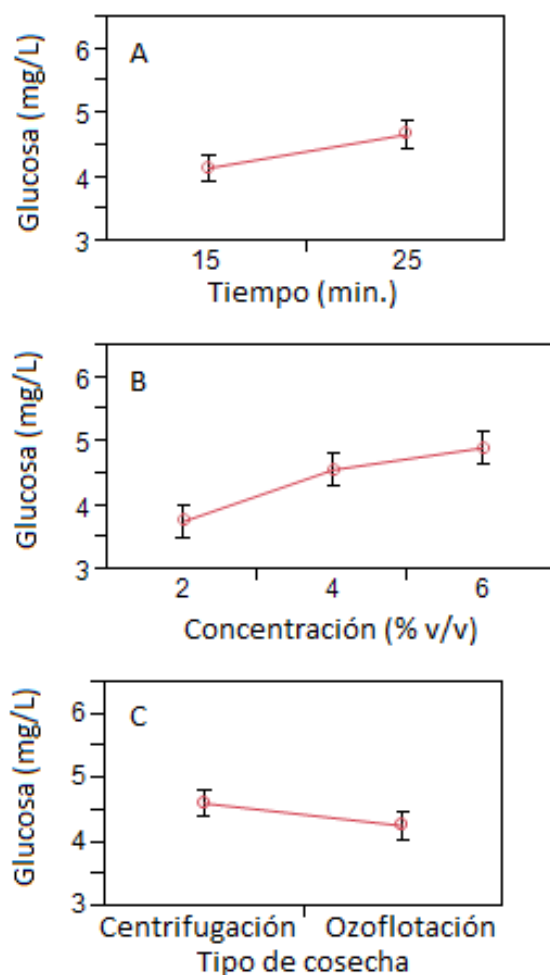 A
Glucosa (mg/L)
6
5
4
3
15 25
Tiempo (min.)
B
Glucosa (mg/L)
6
5
4
3
2 4 6
Concentración (% v/v)
C
Glucosa (mg/L)
6
5
4
3
Centrifugación Ozoflotación
Tipo de cosecha